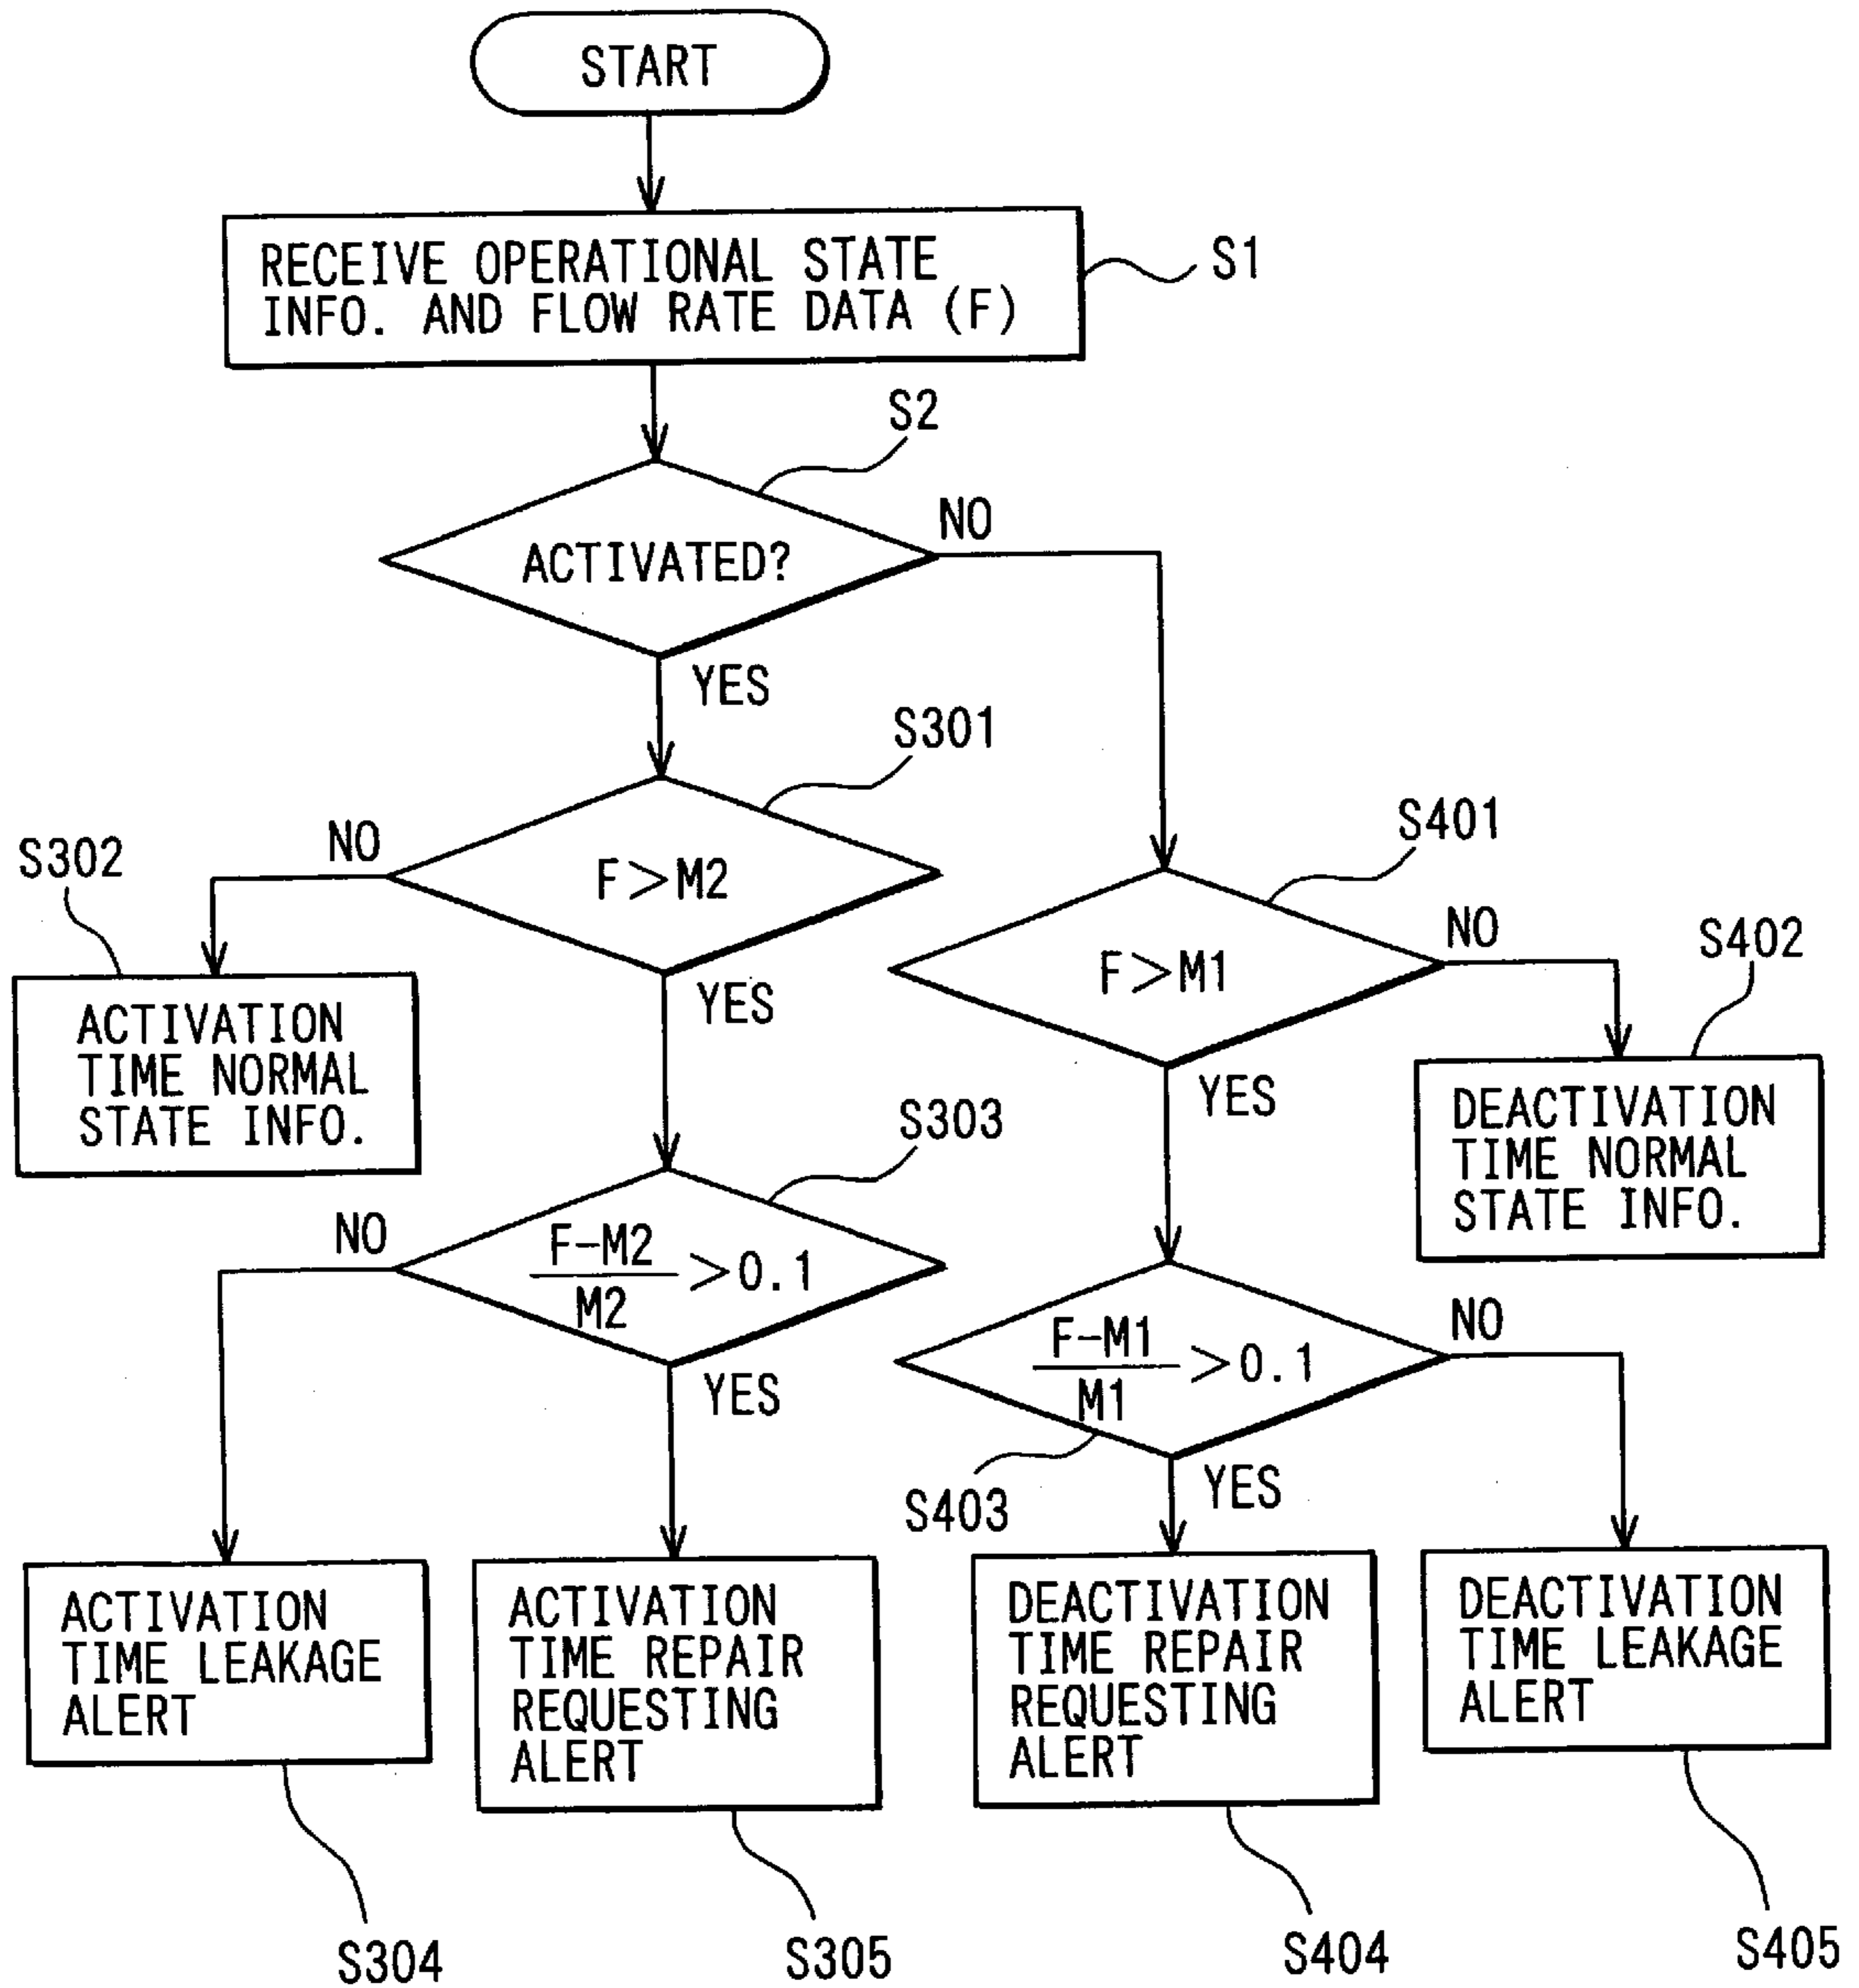 START
RECEIVE OPERATIONAL STATE
INFO. AND FLOW RATE DATA (F)
S1
S2
ACTIVATED?
NO
YES
S301
F>M2
NO
YES
S302
ACTIVATION
TIME NORMAL
STATE INFO.
S401
F>M1
NO
YES
S402
DEACTIVATION
TIME NORMAL
STATE INFO.
S303
F-M2
M2
>0.1
NO
YES
F-M1
M1
>0.1
NO
YES
S403
ACTIVATION
TIME LEAKAGE
ALERT
ACTIVATION
TIME REPAIR
REQUESTING
ALERT
DEACTIVATION
TIME REPAIR
REQUESTING
ALERT
DEACTIVATION
TIME LEAKAGE
ALERT
S304
S305
S404
S405